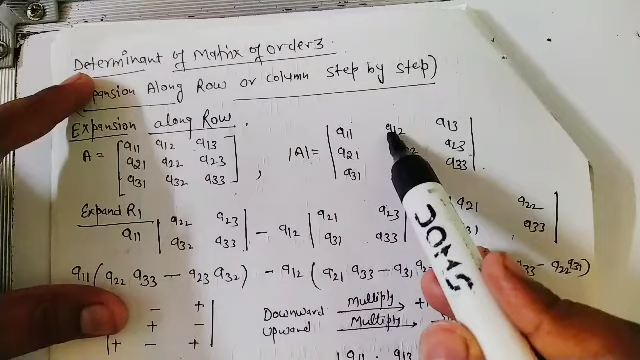 Determinant of Matrix of order 3.
Expansion Along Row or column step by step)
Expansion along Row.
A = [a11 a12 a13
a21 a22 a23
a31 a32 a33] , |A| = |a11 a12 a13
a21 a23
a31 a33|
Expand R1
a11 |a22 a23
a32 a33| - a12 |a21 a23
a31 a33| a21 a22
a33|
a11(a22 a33 - a23 a32) - a12(a21 a33 - a31 a33 - a22 a31)
- +
+ -
+ - +
Downward Multiply → +
Upward Multiply → -
a11 . a13
DOMS